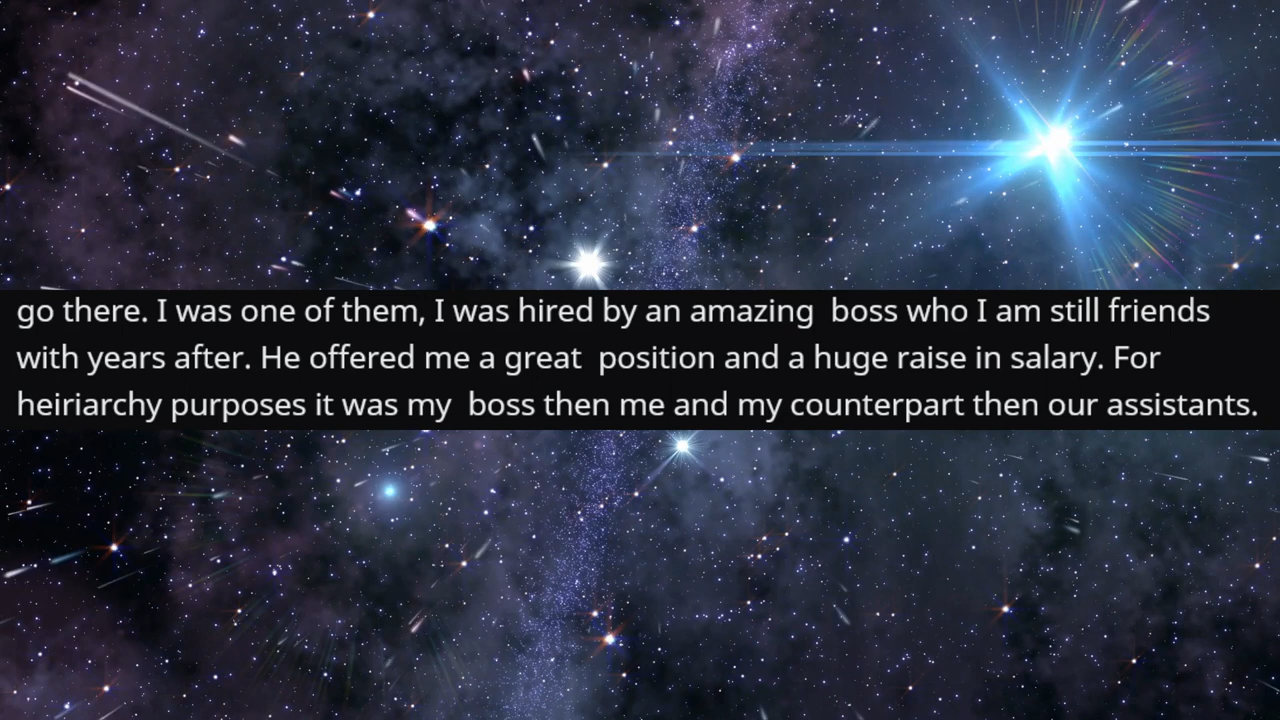 go there. I was one of them, I was hired by an amazing  boss who I am still friends
with years after. He offered me a great  position and a huge raise in salary. For
heiriarchy purposes it was my  boss then me and my counterpart then our assistants.